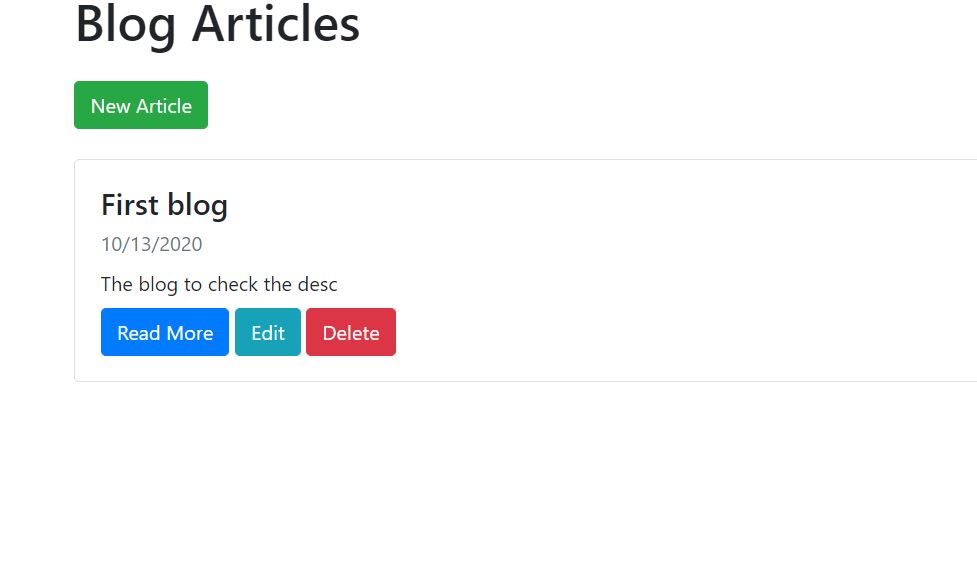 Blog Articles
New Article
First blog
10/13/2020
The blog to check the desc
Read More Edit Delete